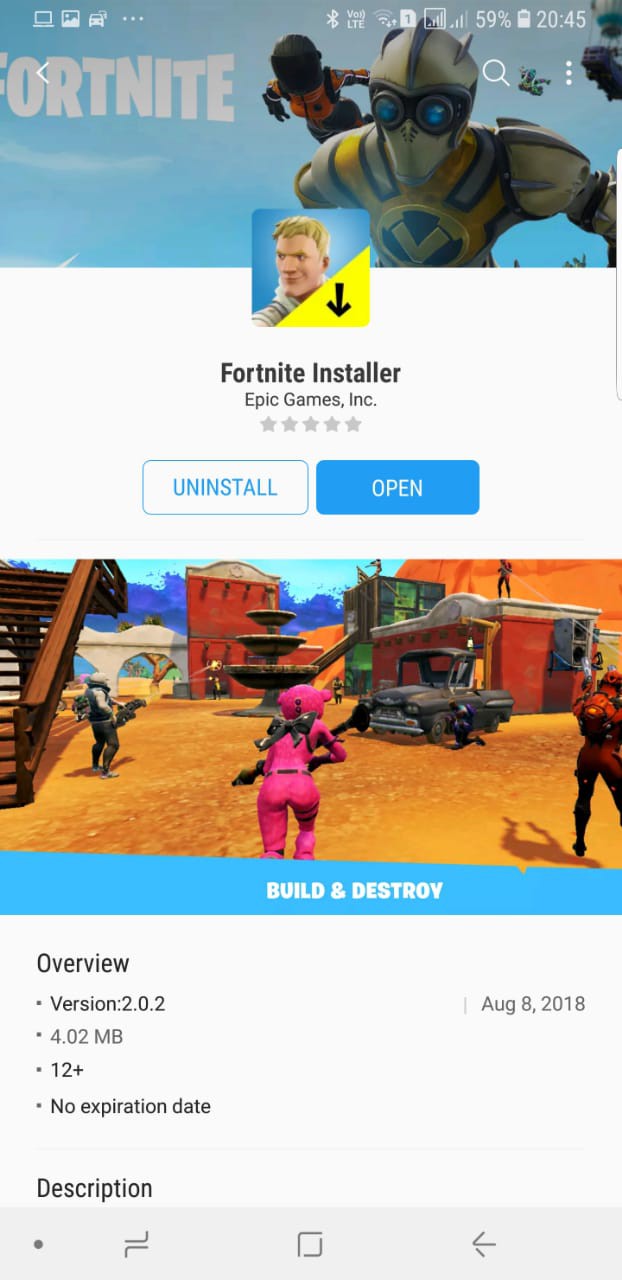 Vo))
LTE
1
59%
20:45
FORTNITE
Fortnite Installer
Epic Games, Inc.
UNINSTALL
OPEN
BUILD & DESTROY
Overview
Version:2.0.2 | Aug 8, 2018
4.02 MB
12+
No expiration date
Description